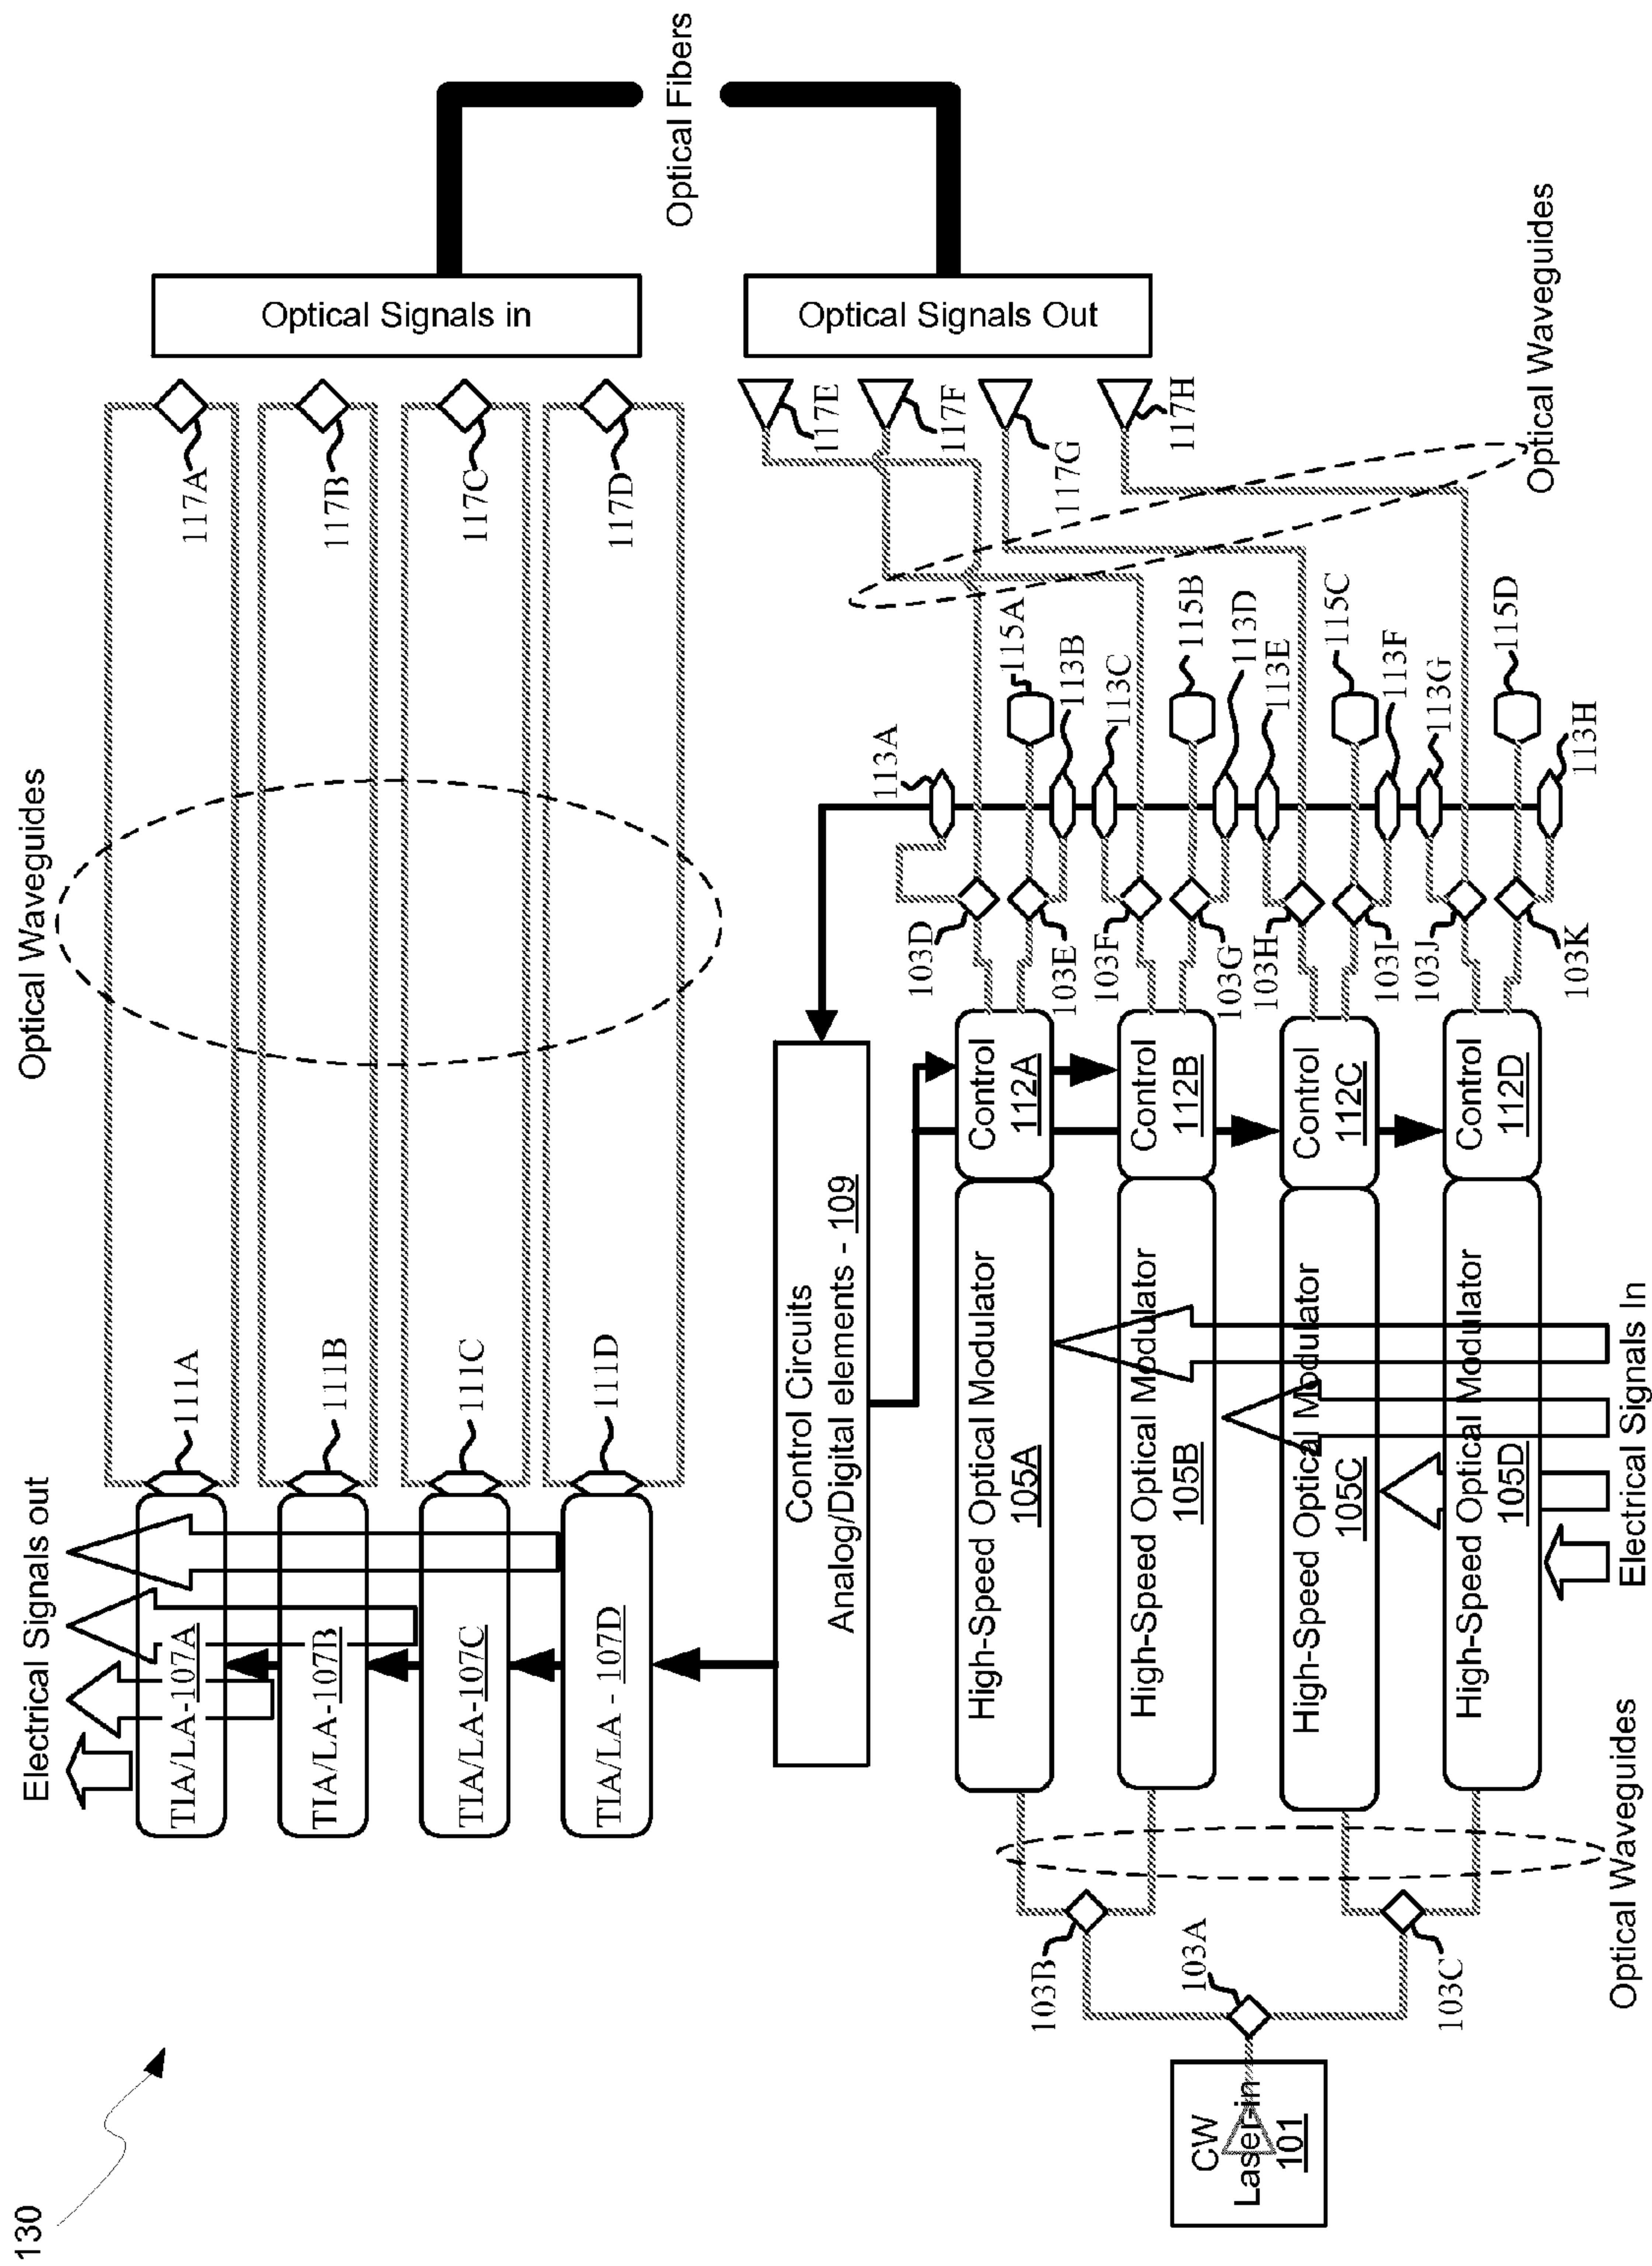 130
Electrical Signals out
Optical Waveguides
TIA/LA-107A
111A
117A
TIA/LA-107B
111B
117B
TIA/LA-107C
111C
117C
TIA/LA - 107D
111D
117D
Optical Signals in
Optical Fibers
Optical Signals Out
Control Circuits
Analog/Digital elements - 109
117E
117F
117G
117H
113A
103D
115A
High-Speed Optical Modulator
105A
Control
112A
103E
113B
103B
103F
113C
High-Speed Optical Modulator
105B
Control
112B
115B
103G
113D
CW
Laser-in
101
103A
103H
113E
High-Speed Optical Modulator
105C
Control
112C
115C
103I
113F
103C
103J
113G
High-Speed Optical Modulator
105D
Control
112D
115D
103K
113H
Optical Waveguides
Electrical Signals In
Optical Waveguides